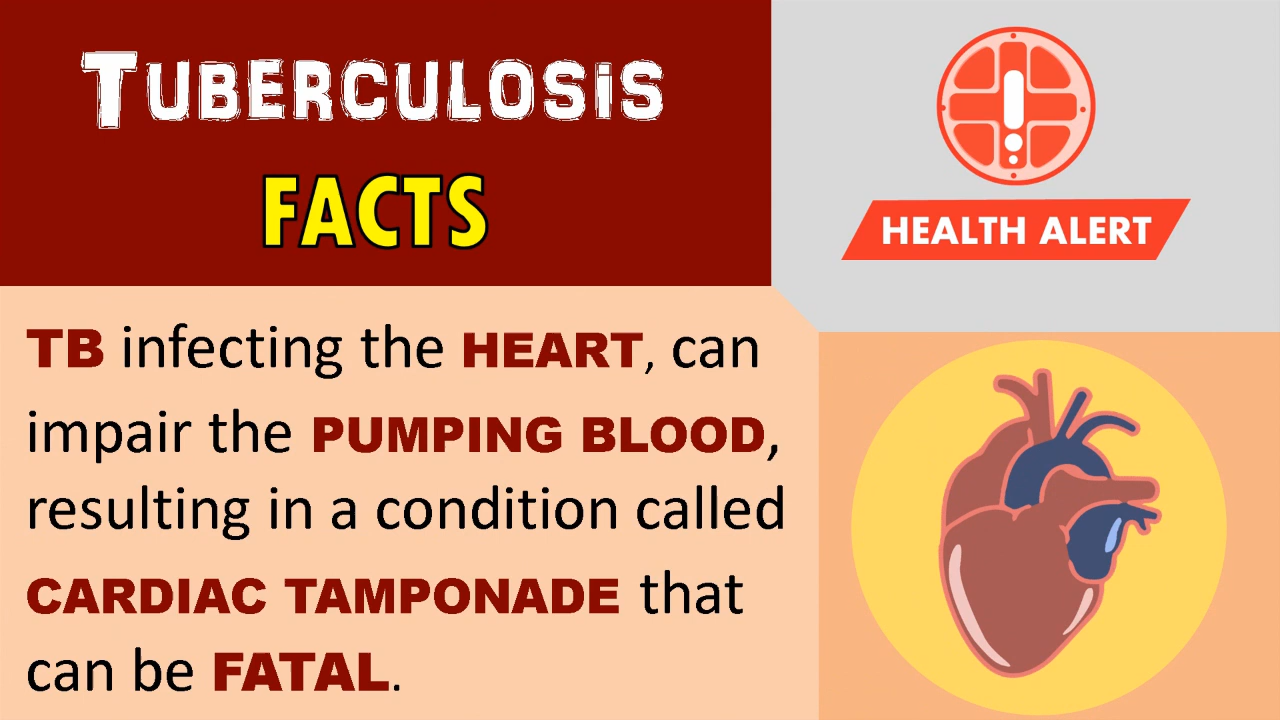 TUBERCULOSiS
FACTS
HEALTH ALERT
TB infecting the HEART, can
impair the PUMPING BLOOD,
resulting in a condition called
CARDIAC TAMPONADE that
can be FATAL.